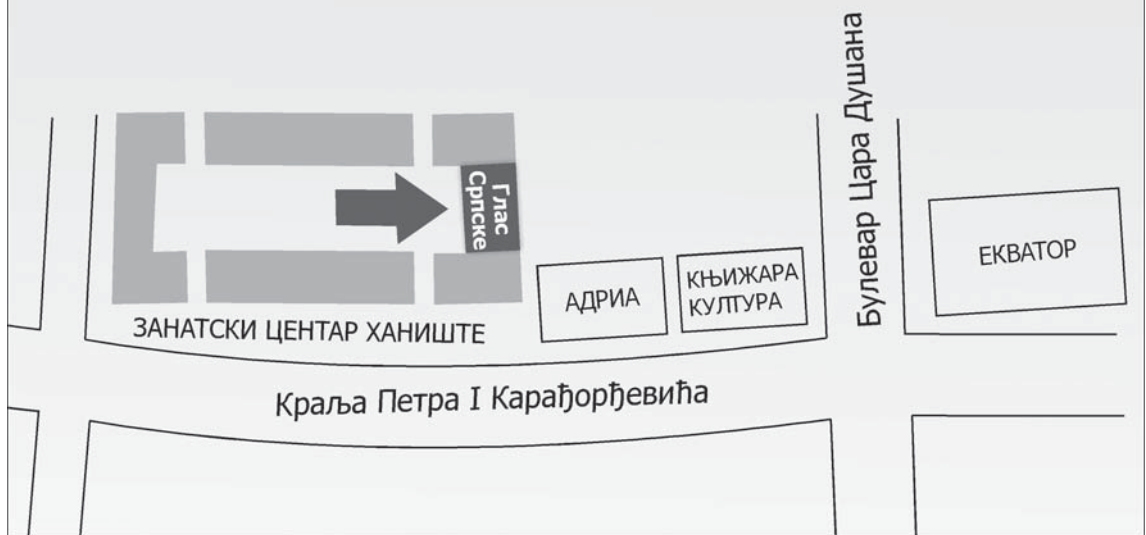 Булевар Цара Душана
Глас
Српске
ЕКВАТОР
АДРИА
КЊИЖАРА
КУЛТУРА
ЗАНАТСКИ ЦЕНТАР ХАНИШТЕ
Краља Петра I Карађорђевића